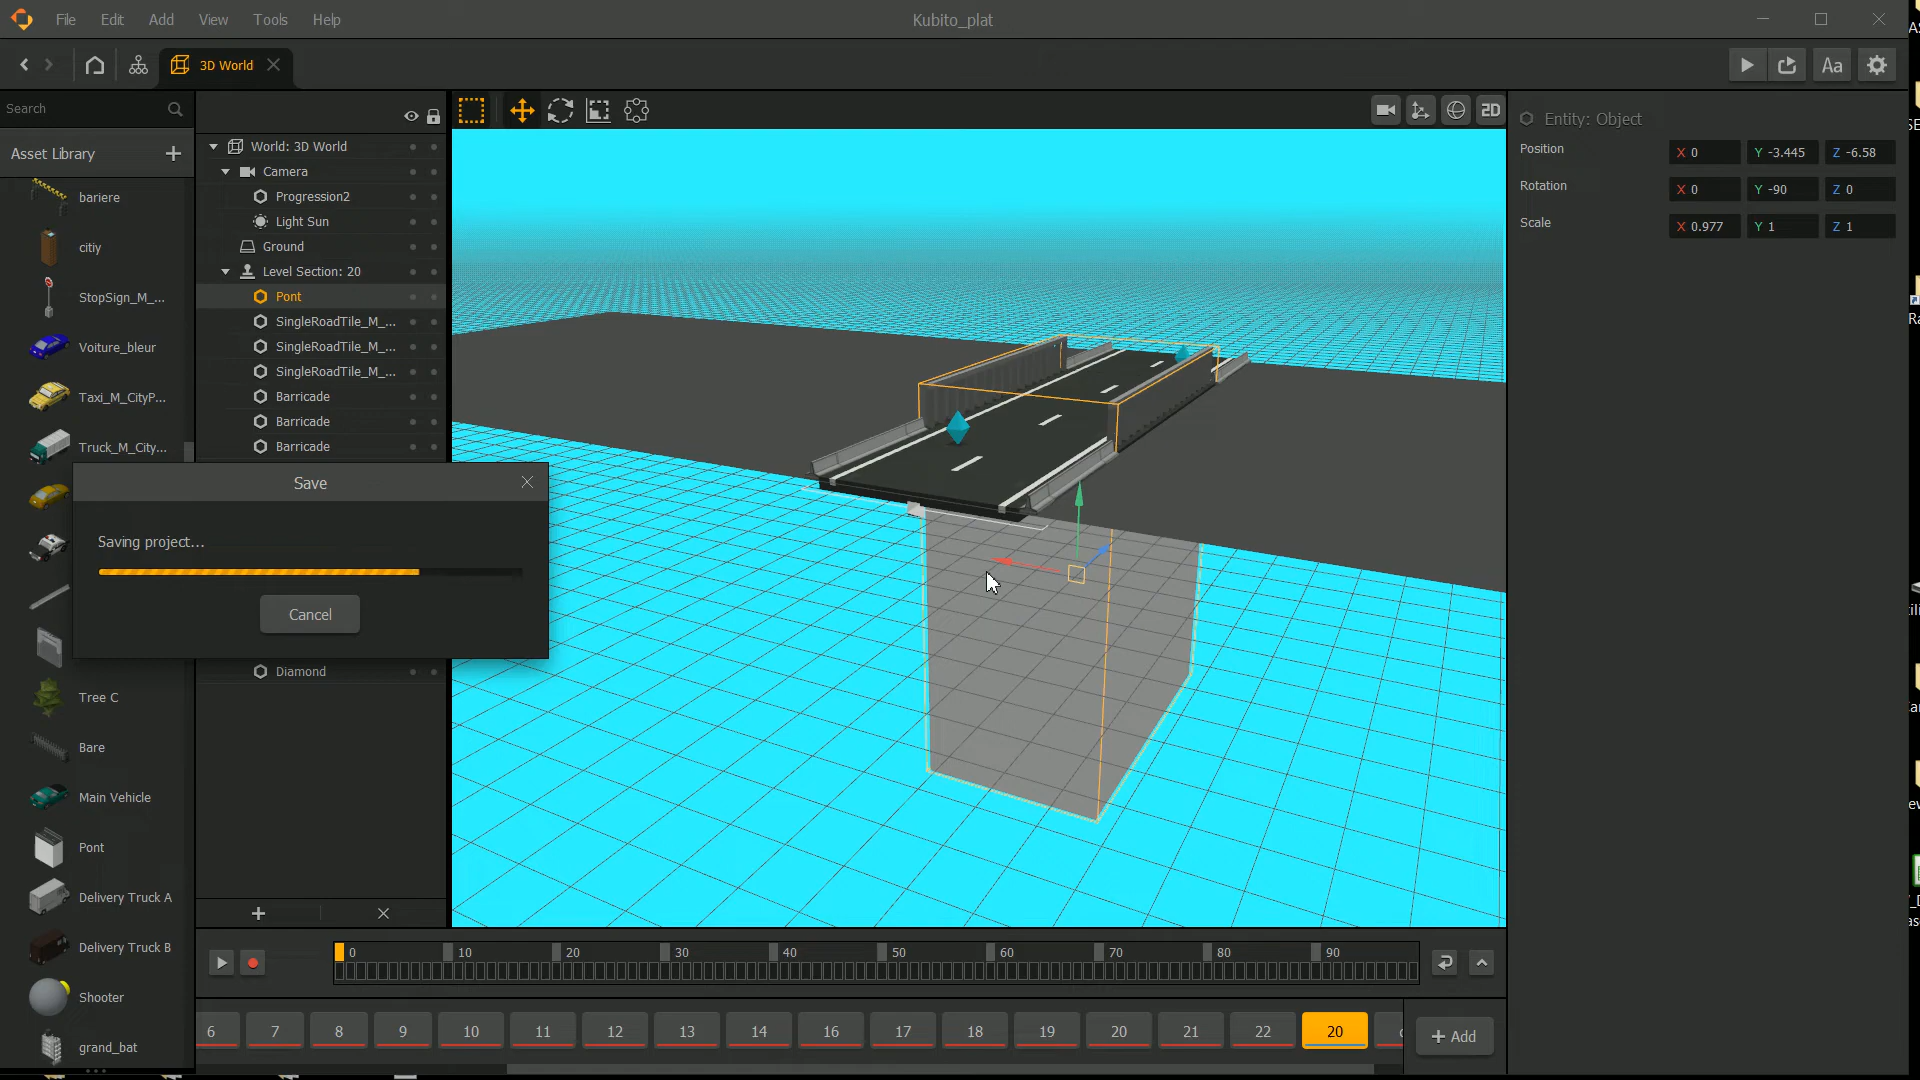 File Edit Add View Tools Help
Kubito_plat
3D World
Aa
Search
Asset Library
bariere
citiy
StopSign_M_...
Voiture_bleur
Taxi_M_CityP...
Truck_M_City...
Tree C
Bare
Main Vehicle
Pont
Delivery Truck A
Delivery Truck B
Shooter
grand_bat
World: 3D World
Camera
Progression2
Light Sun
Ground
Level Section: 20
Pont
SingleRoadTile_M_...
SingleRoadTile_M_...
SingleRoadTile_M_...
Barricade
Barricade
Barricade
Diamond
Save
Saving project...
Cancel
2D
Entity: Object
Position X 0 Y -3.445 Z -6.58
Rotation X 0 Y -90 Z 0
Scale X 0.977 Y 1 Z 1
0 10 20 30 40 50 60 70 80 90
6 7 8 9 10 11 12 13 14 16 17 18 19 20 21 22 20
Add